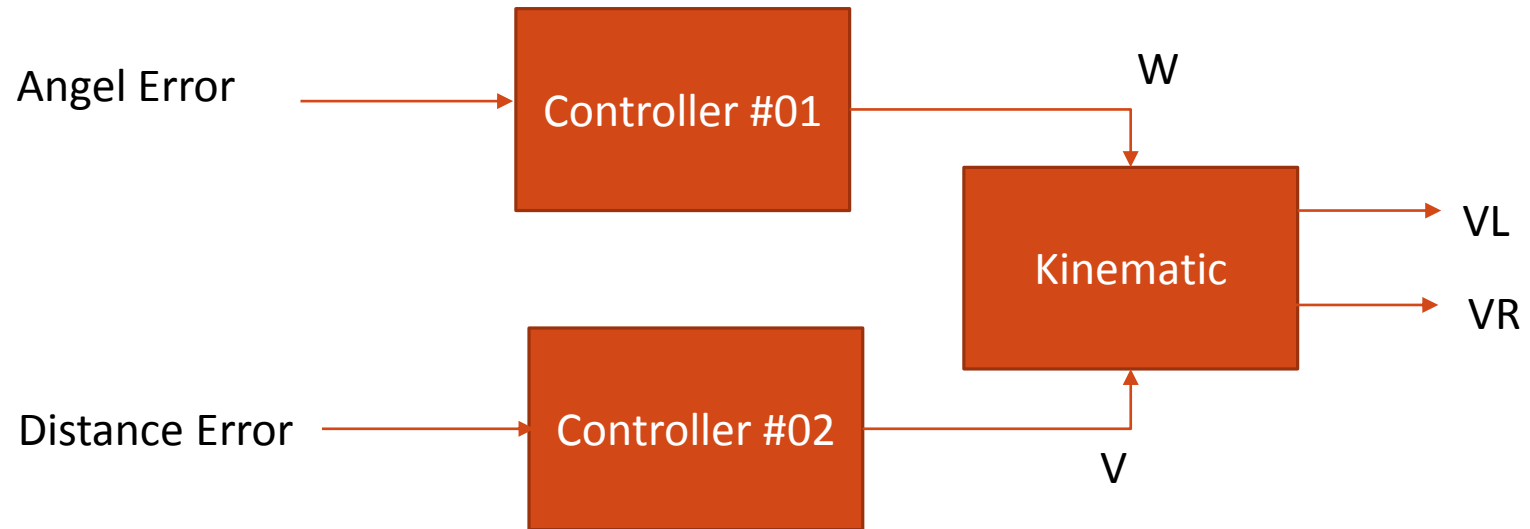 Angel Error
Controller #01
W
Kinematic
VL
VR
Distance Error
Controller #02
V